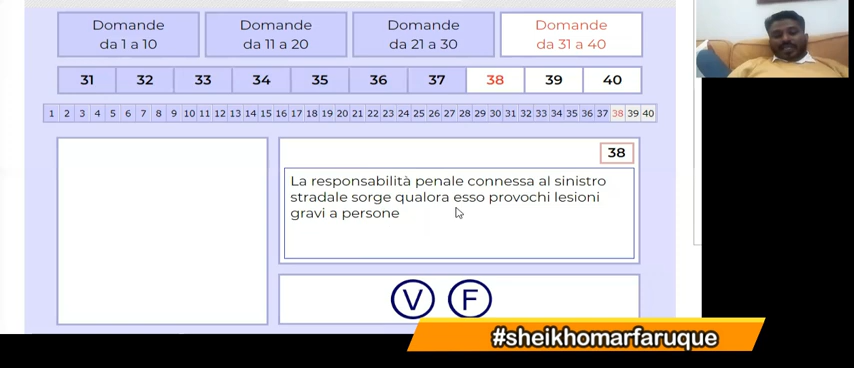 Domande Domande Domande Domande
da 1 a 10 da 11 a 20 da 21 a 30 da 31 a 40
31 32 33 34 35 36 37 38 39 40
1 2 3 4 5 6 7 8 9 10 11 12 13 14 15 16 17 18 19 20 21 22 23 24 25 26 27 28 29 30 31 32 33 34 35 36 37 38 39 40
38
La responsabilità penale connessa al sinistro
stradale sorge qualora esso provochi lesioni
gravi a persone
V F
#sheikhomarfaruque